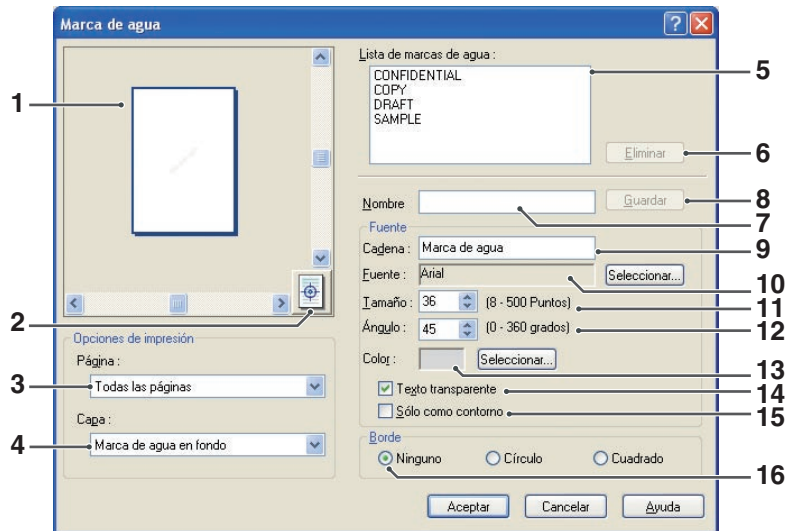 Marca de agua
Lista de marcas de agua :
CONFIDENTIAL
COPY
DRAFT
SAMPLE
Eliminar
Nombre
Guardar
Fuente
Cadena : Marca de agua
Fuente : Arial Seleccionar...
Tamaño : 36 (8 - 500 Puntos)
Ángulo : 45 (0 - 360 grados)
Color : Seleccionar...
Texto transparente
Sólo como contorno
Borde
Ninguno Círculo Cuadrado
Opciones de impresión
Página :
Todas las páginas
Capa :
Marca de agua en fondo
Aceptar Cancelar Ayuda
1
2
3
4
5
6
7
8
9
10
11
12
13
14
15
16